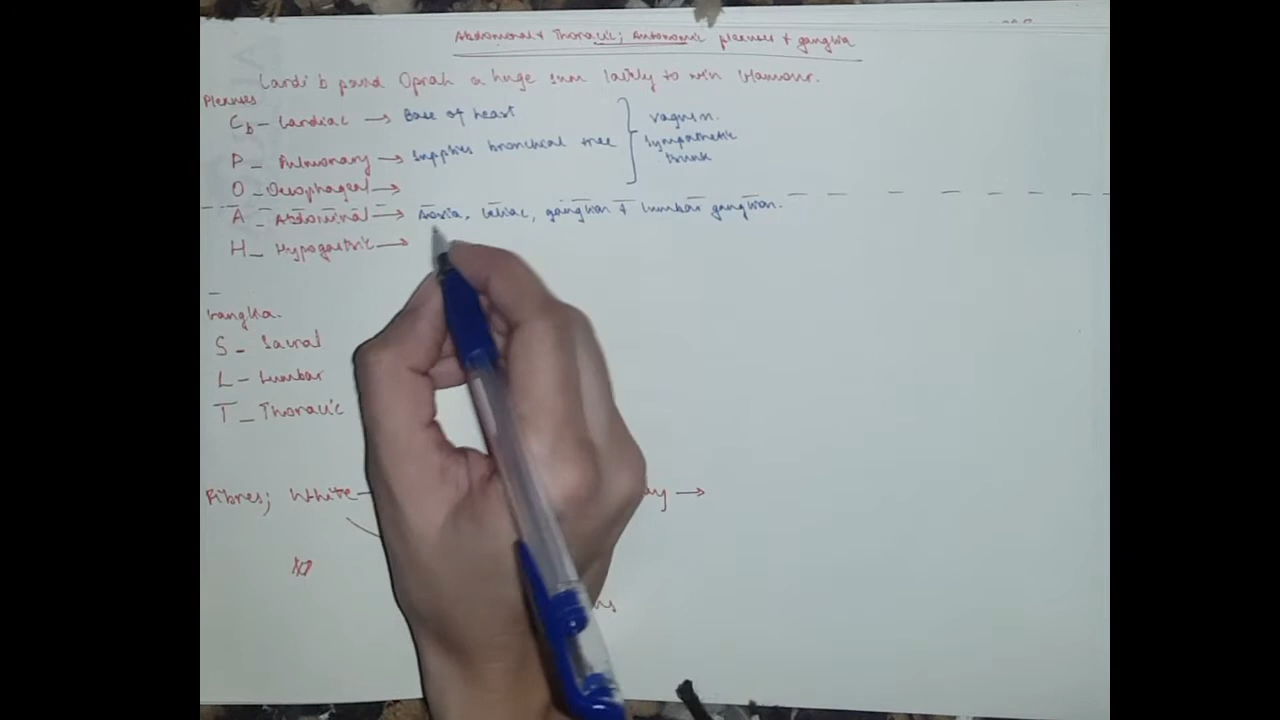 Abdominal & Thoracic; Autonomic plexuses & ganglia
Cardi b paid Oprah a huge sum lately to win glamour.
Plexuses
Cb - Cardiac → Base of heart
vagus n.
P - Pulmonary → supplies bronchial tree
sympathetic
trunk
O - Oesophageal →
A - Abdominal → Aorta, celiac, ganglion & lumbar ganglion.
H - Hypogastric →
Ganglia.
S - Sacral
L - Lumbar
T - Thoracic
Fibres; White
→